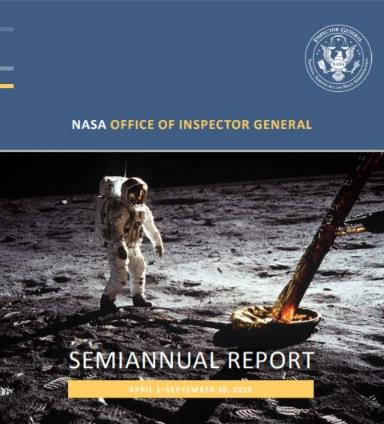 NASA OFFICE OF INSPECTOR GENERAL
SEMIANNUAL REPORT
APRIL 1–SEPTEMBER 30, 2019